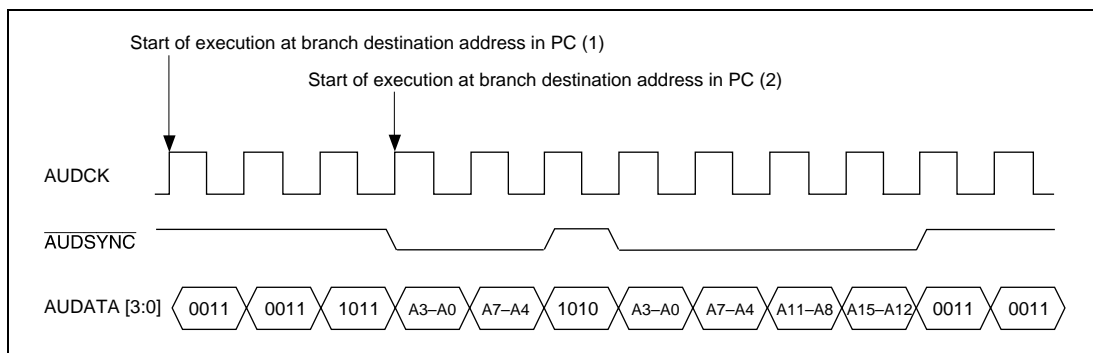 Start of execution at branch destination address in PC (1)
Start of execution at branch destination address in PC (2)
AUDCK
AUDSYNC
AUDATA [3:0] 0011 0011 1011 A3–A0 A7–A4 1010 A3–A0 A7–A4 A11–A8 A15–A12 0011 0011